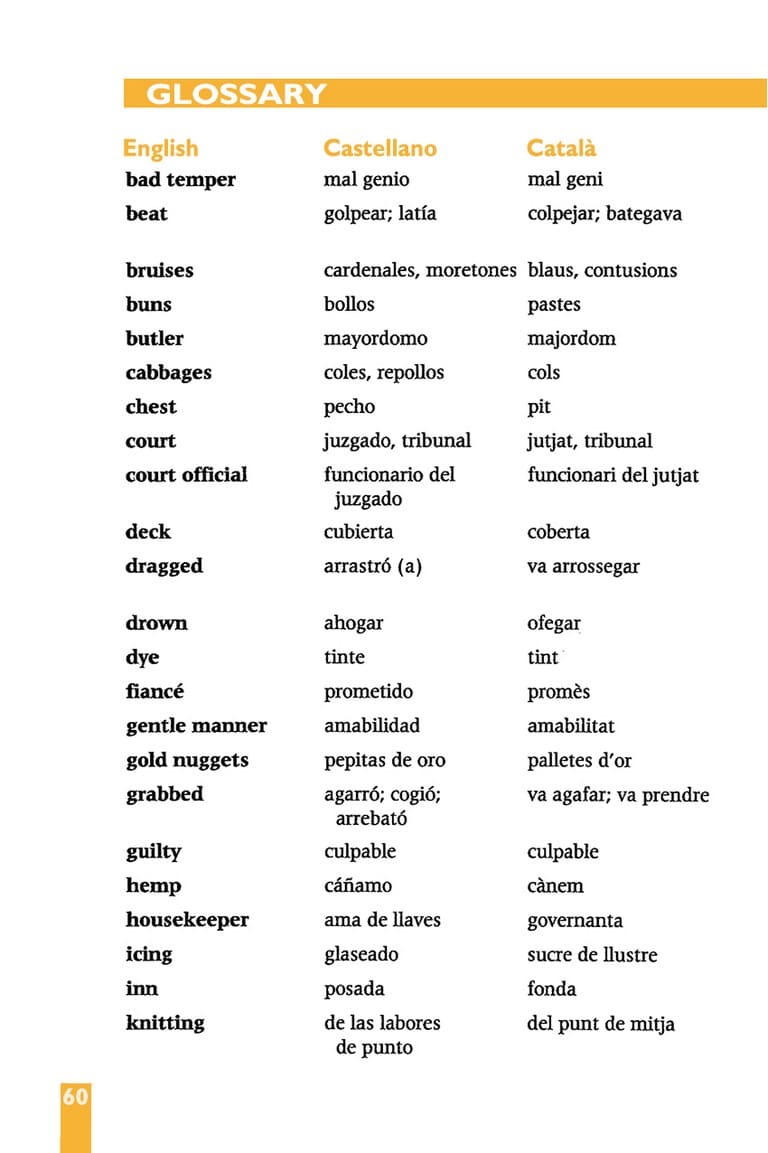 GLOSSARY
English Castellano Català
bad temper mal genio mal geni
beat golpear; latía colpejar; bategava
bruises cardenales, moretones blaus, contusions
buns bollos pastes
butler mayordomo majordom
cabbages coles, repollos cols
chest pecho pit
court juzgado, tribunal jutjat, tribunal
court official funcionario del funcionari del jutjat
juzgado
deck cubierta coberta
dragged arrastró (a) va arrossegar
drown ahogar ofegar
dye tinte tint
fiancé prometido promès
gentle manner amabilidad amabilitat
gold nuggets pepitas de oro palletes d'or
grabbed agarró; cogió; va agafar; va prendre
arrebató
guilty culpable culpable
hemp cáñamo cànem
housekeeper ama de llaves governanta
icing glaseado sucre de llustre
inn posada fonda
knitting de las labores del punt de mitja
de punto
60